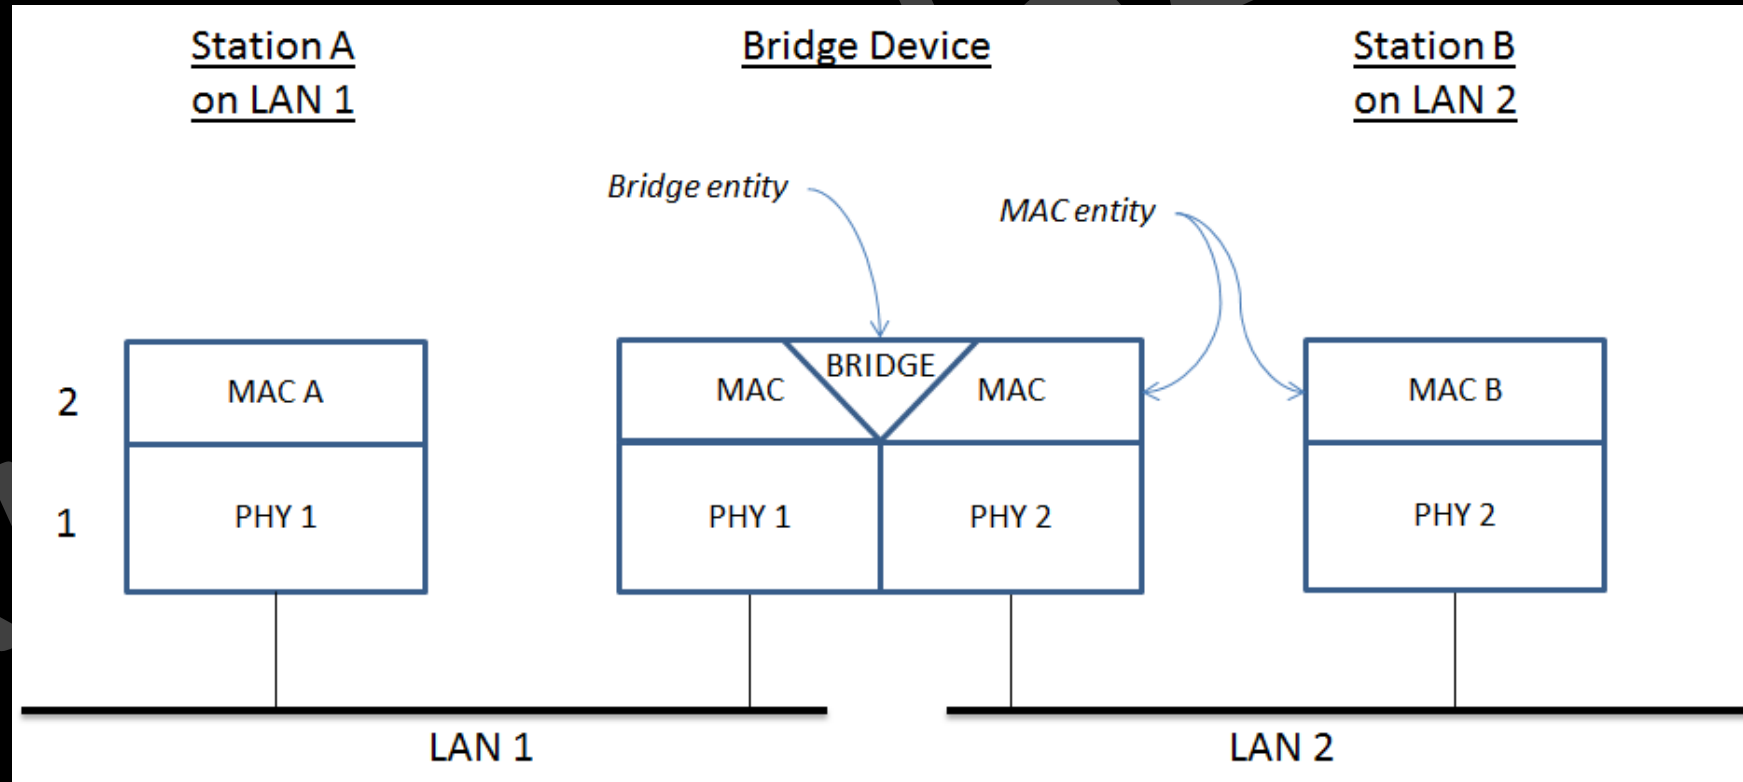 Station A
on LAN 1
Bridge Device
Station B
on LAN 2
Bridge entity
MAC entity
2
MAC A
MAC
BRIDGE
MAC
MAC B
1
PHY 1
PHY 1
PHY 2
PHY 2
LAN 1
LAN 2